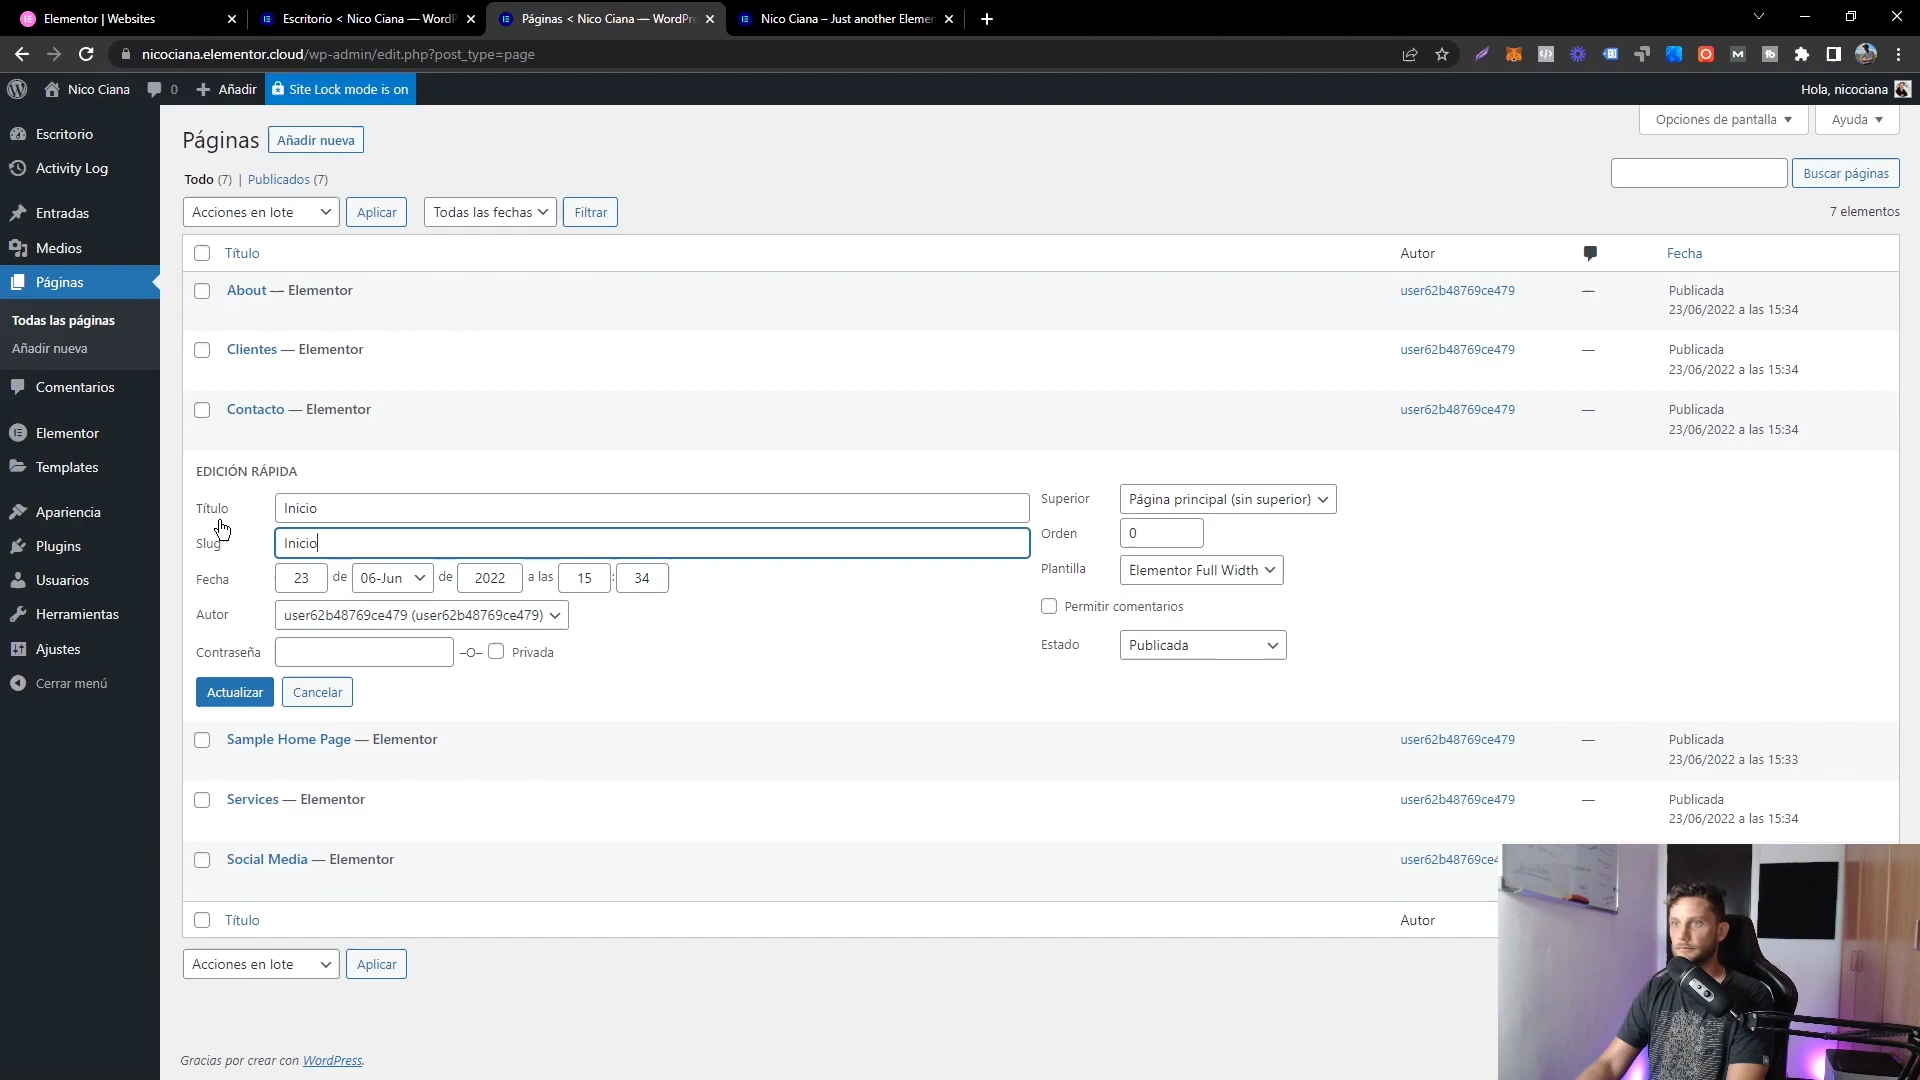 Elementor | Websites
Escritorio < Nico Ciana — WordP
Páginas < Nico Ciana — WordPre
Nico Ciana – Just another Elemen
nicociana.elementor.cloud/wp-admin/edit.php?post_type=page
Nico Ciana
0
Añadir
Site Lock mode is on
Hola, nicociana
Escritorio
Activity Log
Entradas
Medios
Páginas
Todas las páginas
Añadir nueva
Comentarios
Elementor
Templates
Apariencia
Plugins
Usuarios
Herramientas
Ajustes
Cerrar menú
Opciones de pantalla
Ayuda
Páginas
Añadir nueva
Todo (7) | Publicados (7)
Buscar páginas
Acciones en lote
Aplicar
Todas las fechas
Filtrar
7 elementos
Título
Autor
Fecha
About — Elementor
user62b48769ce479
—
Publicada
23/06/2022 a las 15:34
Clientes — Elementor
user62b48769ce479
—
Publicada
23/06/2022 a las 15:34
Contacto — Elementor
user62b48769ce479
—
Publicada
23/06/2022 a las 15:34
EDICIÓN RÁPIDA
Título
Inicio
Slug
Inicio
Fecha
23 de 06-Jun de 2022 a las 15 : 34
Autor
user62b48769ce479 (user62b48769ce479)
Contraseña
–O– Privada
Superior
Página principal (sin superior)
Orden
0
Plantilla
Elementor Full Width
Permitir comentarios
Estado
Publicada
Actualizar
Cancelar
Sample Home Page — Elementor
user62b48769ce479
—
Publicada
23/06/2022 a las 15:33
Services — Elementor
user62b48769ce479
—
Publicada
23/06/2022 a las 15:34
Social Media — Elementor
user62b48769ce4
Título
Autor
Acciones en lote
Aplicar
Gracias por crear con WordPress.